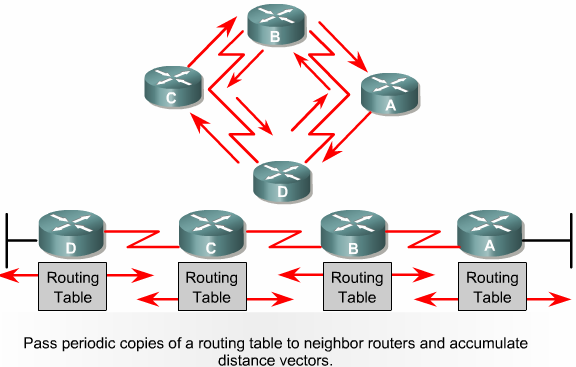 B
C
A
D
D
C
B
A
Routing Routing Routing Routing
Table Table Table Table
Pass periodic copies of a routing table to neighbor routers and accumulate
distance vectors.